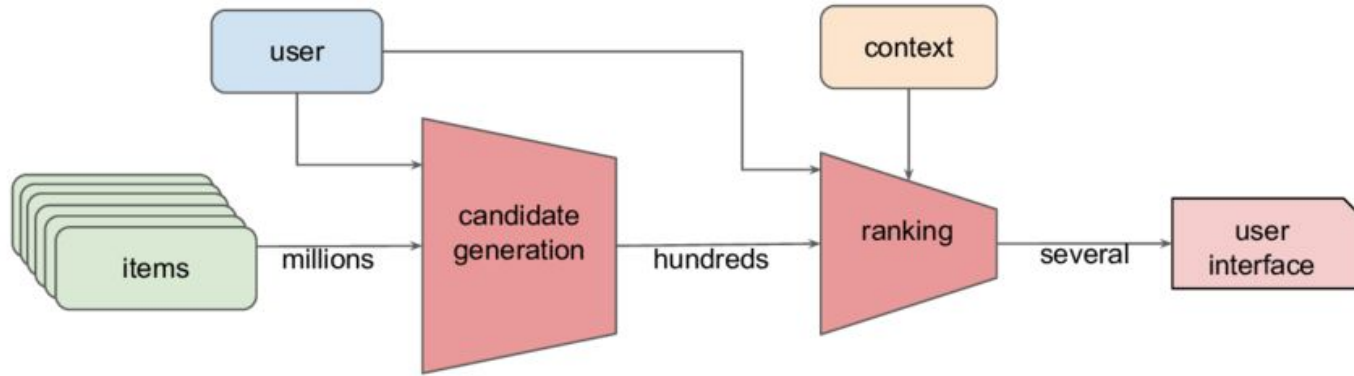 user
context
candidate
generation
ranking
user
interface
items
millions
hundreds
several